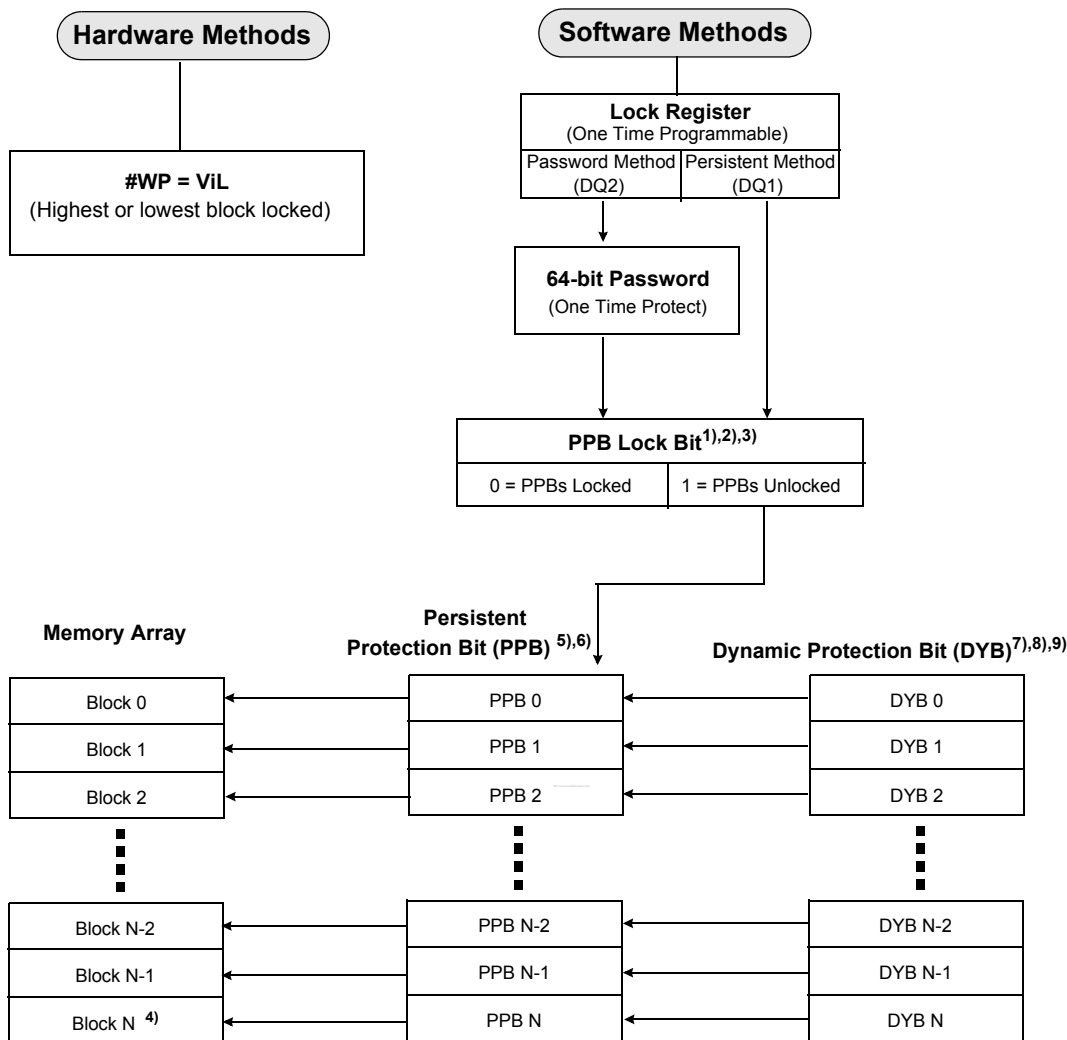 Hardware Methods
Software Methods
#WP = ViL
(Highest or lowest block locked)
Lock Register
(One Time Programmable)
Password Method
(DQ2)
Persistent Method
(DQ1)
64-bit Password
(One Time Protect)
PPB Lock Bit1),2),3)
0 = PPBs Locked
1 = PPBs Unlocked
Memory Array
Persistent
Protection Bit (PPB) 5),6)
Dynamic Protection Bit (DYB)7),8),9)
Block 0
PPB 0
DYB 0
Block 1
PPB 1
DYB 1
Block 2
PPB 2
DYB 2
Block N-2
PPB N-2
DYB N-2
Block N-1
PPB N-1
DYB N-1
Block N 4)
PPB N
DYB N